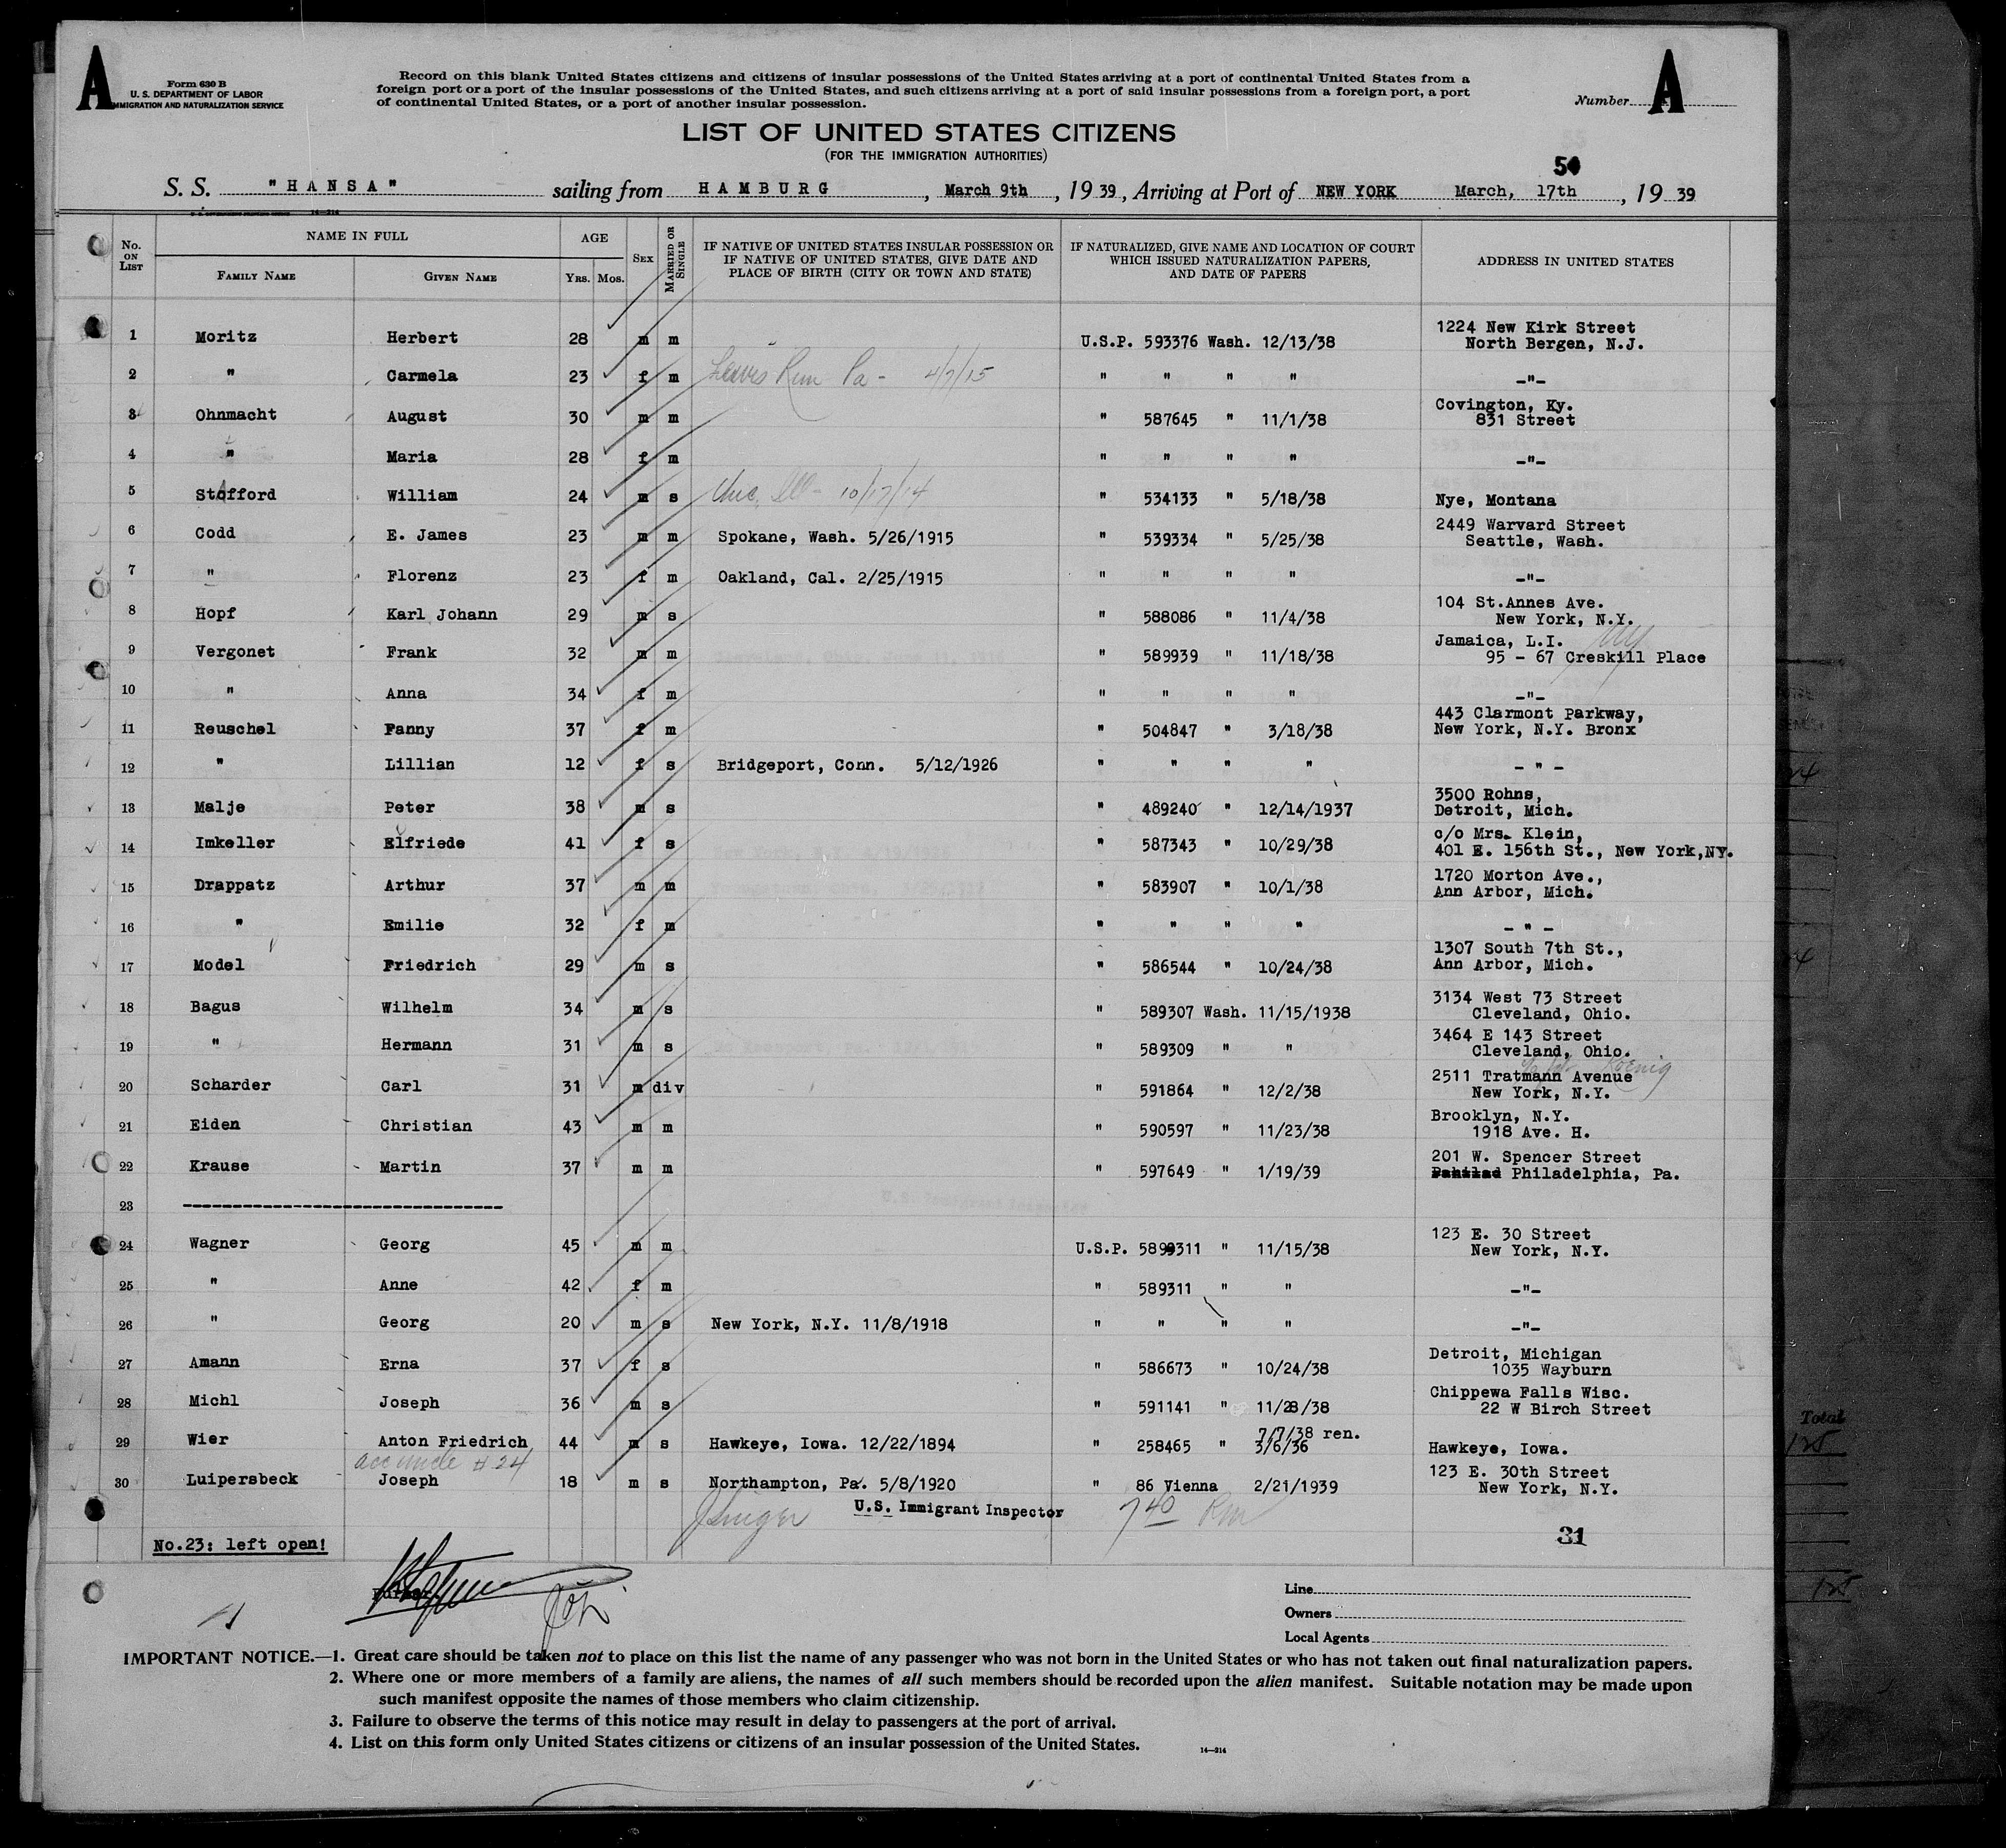 A
Form 630 B
U. S. DEPARTMENT OF LABOR
IMMIGRATION AND NATURALIZATION SERVICE
Record on this blank United States citizens and citizens of insular possessions of the United States arriving at a port of continental United States from a
foreign port or a port of the insular possessions of the United States, and such citizens arriving at a port of said insular possessions from a foreign port, a port
of continental United States, or a port of another insular possession.
Number A
LIST OF UNITED STATES CITIZENS
(FOR THE IMMIGRATION AUTHORITIES)
50
S. S. "HANSA" sailing from HAMBURG, March 9th, 1939, Arriving at Port of NEW YORK March, 17th, 1939
No. ON LIST
NAME IN FULL
FAMILY NAME GIVEN NAME
AGE
YRS. MOS.
SEX
MARRIED OR SINGLE
IF NATIVE OF UNITED STATES INSULAR POSSESSION OR
IF NATIVE OF UNITED STATES, GIVE DATE AND
PLACE OF BIRTH (CITY OR TOWN AND STATE)
IF NATURALIZED, GIVE NAME AND LOCATION OF COURT
WHICH ISSUED NATURALIZATION PAPERS,
AND DATE OF PAPERS
ADDRESS IN UNITED STATES
1 Moritz Herbert 28 m m U.S.P. 593376 Wash. 12/13/38 1224 New Kirk Street
North Bergen, N.J.
2 " Carmela 23 f m Lewis Run Pa - 4/7/15 " " " " -"-
3 Ohnmacht August 30 m m " 587645 " 11/1/38 Covington, Ky.
831 Street
4 " Maria 28 f m " " " " -"-
5 Stofford William 24 m s Chic. Ill - 10/17/14 " 534133 " 5/18/38 Nye, Montana
6 Codd E. James 23 m m Spokane, Wash. 5/26/1915 " 539334 " 5/25/38 2449 Warvard Street
Seattle, Wash.
7 " Florenz 23 f m Oakland, Cal. 2/25/1915 " " " " -"-
8 Hopf Karl Johann 29 m s " 588086 " 11/4/38 104 St.Annes Ave.
New York, N.Y.
9 Vergonet Frank 32 m m " 589939 " 11/18/38 Jamaica, L.I. NY
95 - 67 Creskill Place
10 " Anna 34 f m " " " " -"-
11 Reuschel Fanny 37 f m " 504847 " 3/18/38 443 Clarmont Parkway,
New York, N.Y. Bronx
12 " Lillian 12 f s Bridgeport, Conn. 5/12/1926 " " " " - " -
13 Malje Peter 38 m s " 489240 " 12/14/1937 3500 Rohns,
Detroit, Mich.
14 Imkeller Elfriede 41 f s " 587343 " 10/29/38 c/o Mrs. Klein,
401 E. 156th St., New York,NY.
15 Drappatz Arthur 37 m m " 583907 " 10/1/38 1720 Morton Ave.,
Ann Arbor, Mich.
16 " Emilie 32 f m " " " " - " -
17 Model Friedrich 29 m s " 586544 " 10/24/38 1307 South 7th St.,
Ann Arbor, Mich.
18 Bagus Wilhelm 34 m s " 589307 Wash. 11/15/1938 3134 West 73 Street
Cleveland, Ohio.
19 " Hermann 31 m s " 589309 " " 3464 E 143 Street
Cleveland, Ohio.
20 Scharder Carl 31 m div " 591864 " 12/2/38 2511 Tratmann Avenue Koenig
New York, N.Y.
21 Eiden Christian 43 m m " 590597 " 11/23/38 Brooklyn, N.Y.
1918 Ave. H.
22 Krause Martin 37 m m " 597649 " 1/19/39 201 W. Spencer Street
Philadelphia, Pa.
23 --------------------------------
24 Wagner Georg 45 m m U.S.P. 5899311 " 11/15/38 123 E. 30 Street
New York, N.Y.
25 " Anne 42 f m " 589311 " " -"-
26 " Georg 20 m s New York, N.Y. 11/8/1918 " " " " -"-
27 Amann Erna 37 f s " 586673 " 10/24/38 Detroit, Michigan
1035 Wayburn
28 Michl Joseph 36 m s " 591141 " 11/28/38 Chippewa Falls Wisc.
22 W Birch Street
7/7/38 ren.
29 Wier Anton Friedrich 44 m s Hawkeye, Iowa. 12/22/1894 " 258465 " 3/6/36 Hawkeye, Iowa.
acc uncle #24
30 Luipersbeck Joseph 18 m s Northampton, Pa. 5/8/1920 " 86 Vienna 2/21/1939 123 E. 30th Street
New York, N.Y.
U.S. Immigrant Inspector 7 40
31
No.23: left open!
Line
Owners
Local Agents
IMPORTANT NOTICE.—1. Great care should be taken not to place on this list the name of any passenger who was not born in the United States or who has not taken out final naturalization papers.
2. Where one or more members of a family are aliens, the names of all such members should be recorded upon the alien manifest. Suitable notation may be made upon
such manifest opposite the names of those members who claim citizenship.
3. Failure to observe the terms of this notice may result in delay to passengers at the port of arrival.
4. List on this form only United States citizens or citizens of an insular possession of the United States.
14—214
Total
125
125